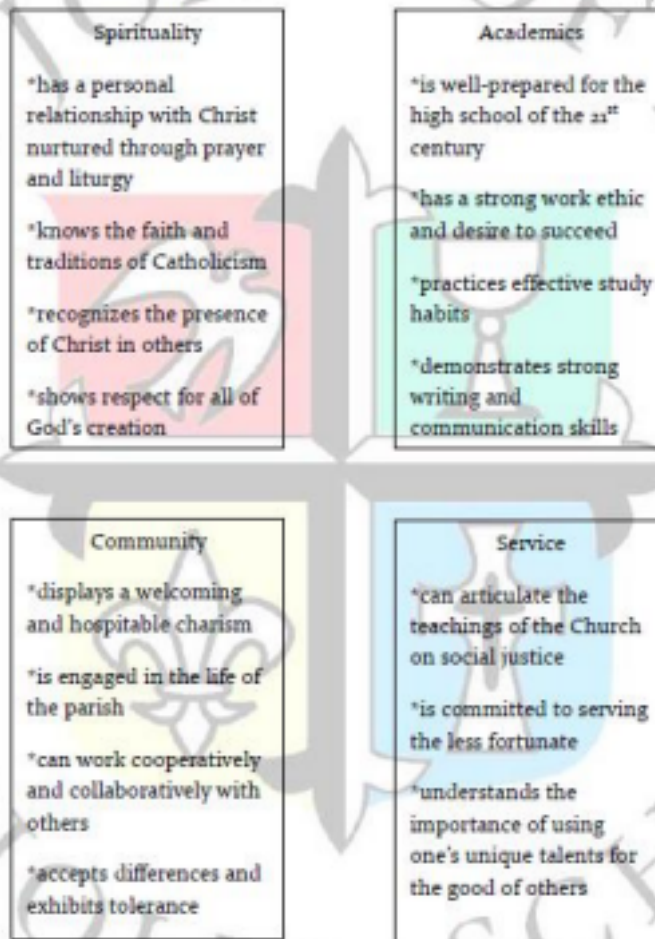 Spirituality
*has a personal
relationship with Christ
nurtured through prayer
and liturgy
*knows the faith and
traditions of Catholicism
*recognizes the presence
of Christ in others
*shows respect for all of
God's creation
Academics
*is well-prepared for the
high school of the 21st
century
*has a strong work ethic
and desire to succeed
*practices effective study
habits
*demonstrates strong
writing and
communication skills
Community
*displays a welcoming
and hospitable charism
*is engaged in the life of
the parish
*can work cooperatively
and collaboratively with
others
*accepts differences and
exhibits tolerance
Service
*can articulate the
teachings of the Church
on social justice
*is committed to serving
the less fortunate
*understands the
importance of using
one's unique talents for
the good of others